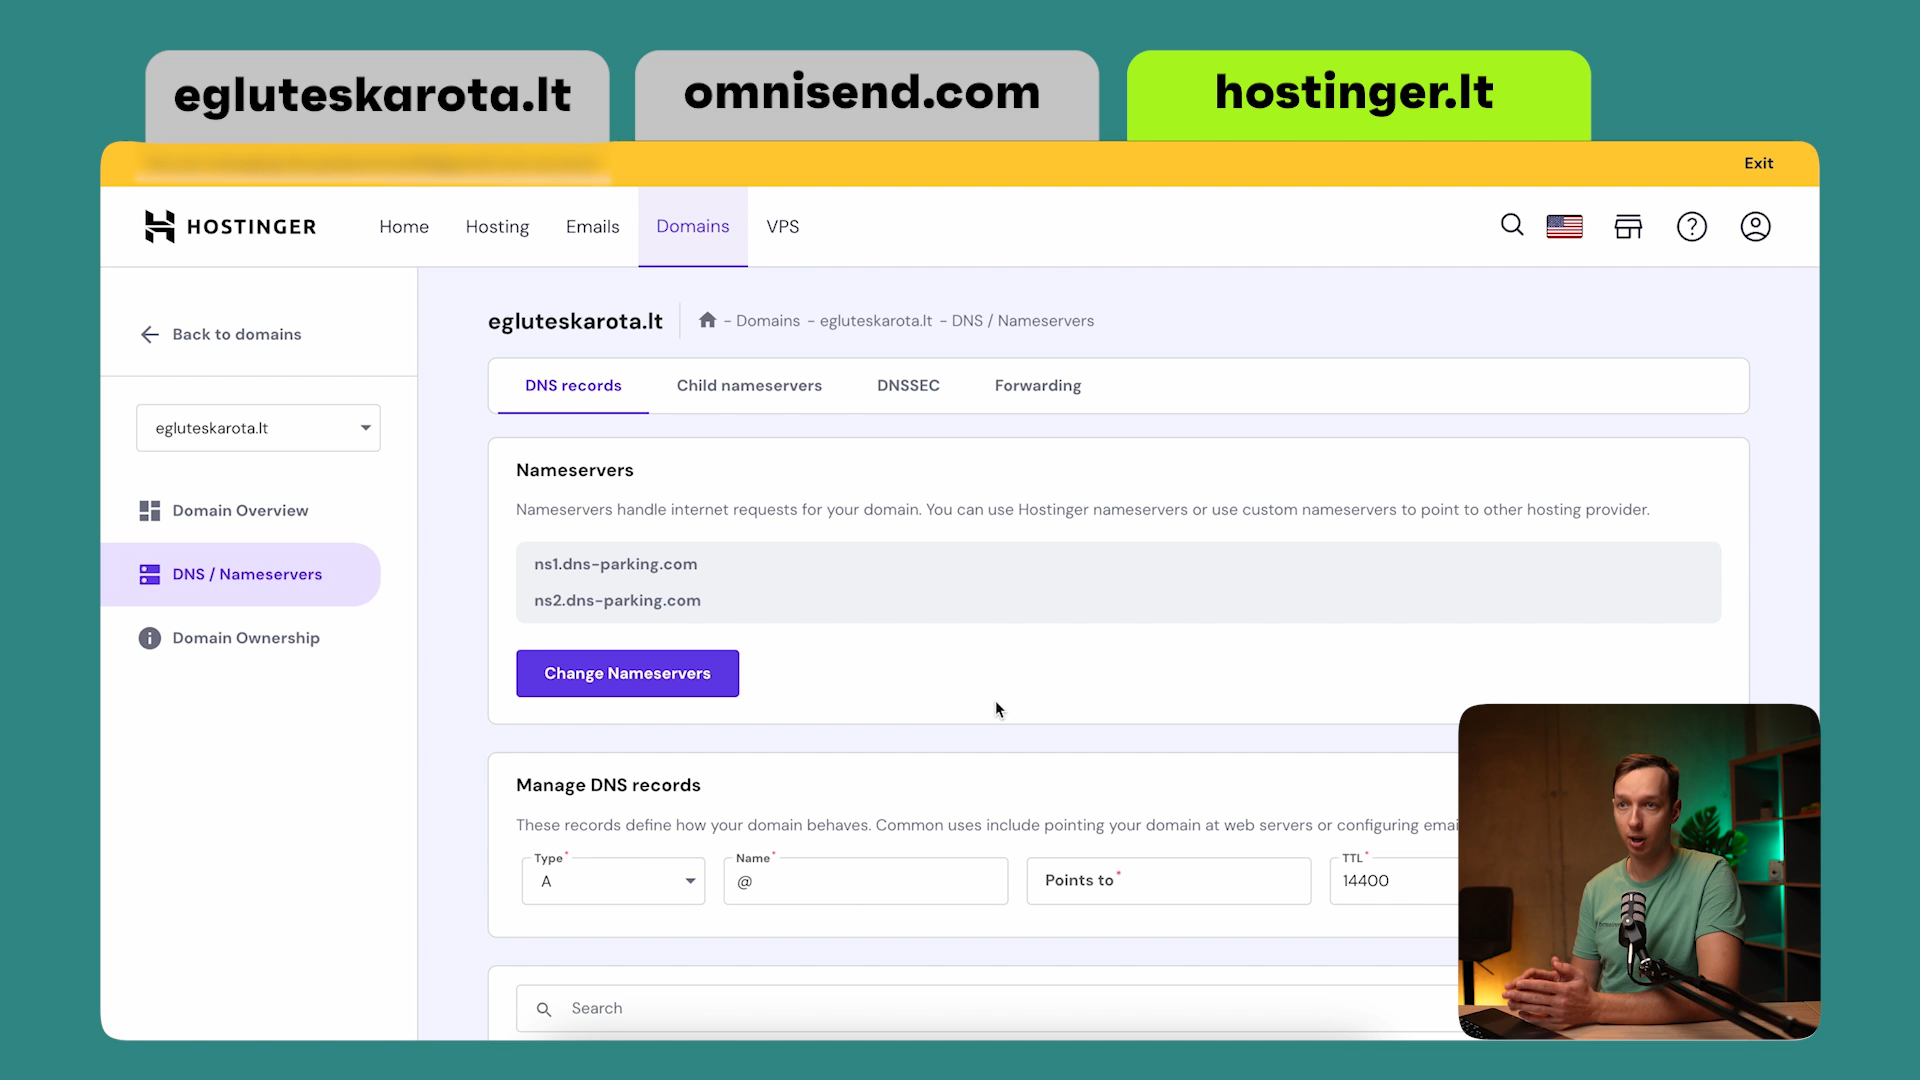 egluteskarota.lt
omnisend.com
hostinger.lt
Exit
HOSTINGER
Home
Hosting
Emails
Domains
VPS
Back to domains
egluteskarota.lt
Domain Overview
DNS / Nameservers
Domain Ownership
egluteskarota.lt
- Domains - egluteskarota.lt - DNS / Nameservers
DNS records
Child nameservers
DNSSEC
Forwarding
Nameservers
Nameservers handle internet requests for your domain. You can use Hostinger nameservers or use custom nameservers to point to other hosting provider.
ns1.dns-parking.com
ns2.dns-parking.com
Change Nameservers
Manage DNS records
These records define how your domain behaves. Common uses include pointing your domain at web servers or configuring emai
Type*
A
Name*
@
Points to*
TTL*
14400
Search